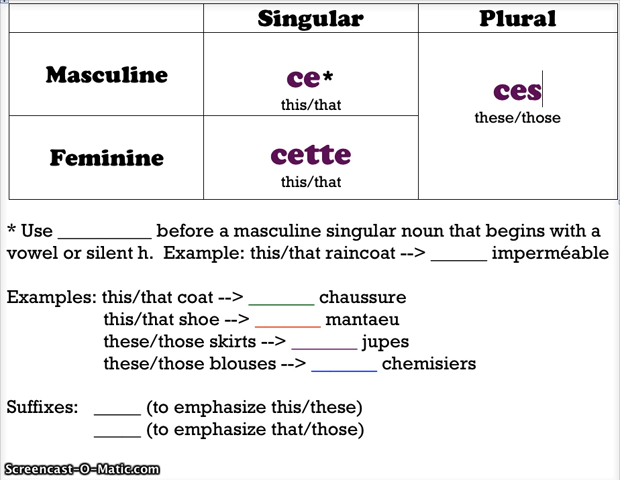 Singular Plural
Masculine ce* ces
this/that these/those
Feminine cette
this/that
* Use __________ before a masculine singular noun that begins with a
vowel or silent h. Example: this/that raincoat --> ______ imperméable
Examples: this/that coat --> _______ chaussure
this/that shoe --> _______ mantaeu
these/those skirts --> _______ jupes
these/those blouses --> _______ chemisiers
Suffixes: _____ (to emphasize this/these)
_____ (to emphasize that/those)
Screencast-O-Matic.com